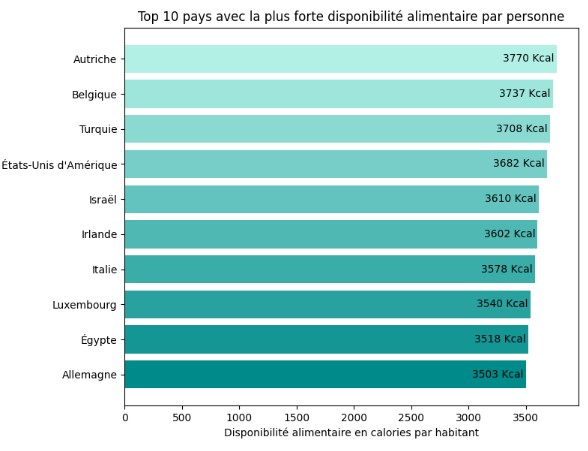 Top 10 pays avec la plus forte disponibilité alimentaire par personne
Autriche 3770 Kcal
Belgique 3737 Kcal
Turquie 3708 Kcal
États-Unis d'Amérique 3682 Kcal
Israël 3610 Kcal
Irlande 3602 Kcal
Italie 3578 Kcal
Luxembourg 3540 Kcal
Égypte 3518 Kcal
Allemagne 3503 Kcal
0 500 1000 1500 2000 2500 3000 3500
Disponibilité alimentaire en calories par habitant